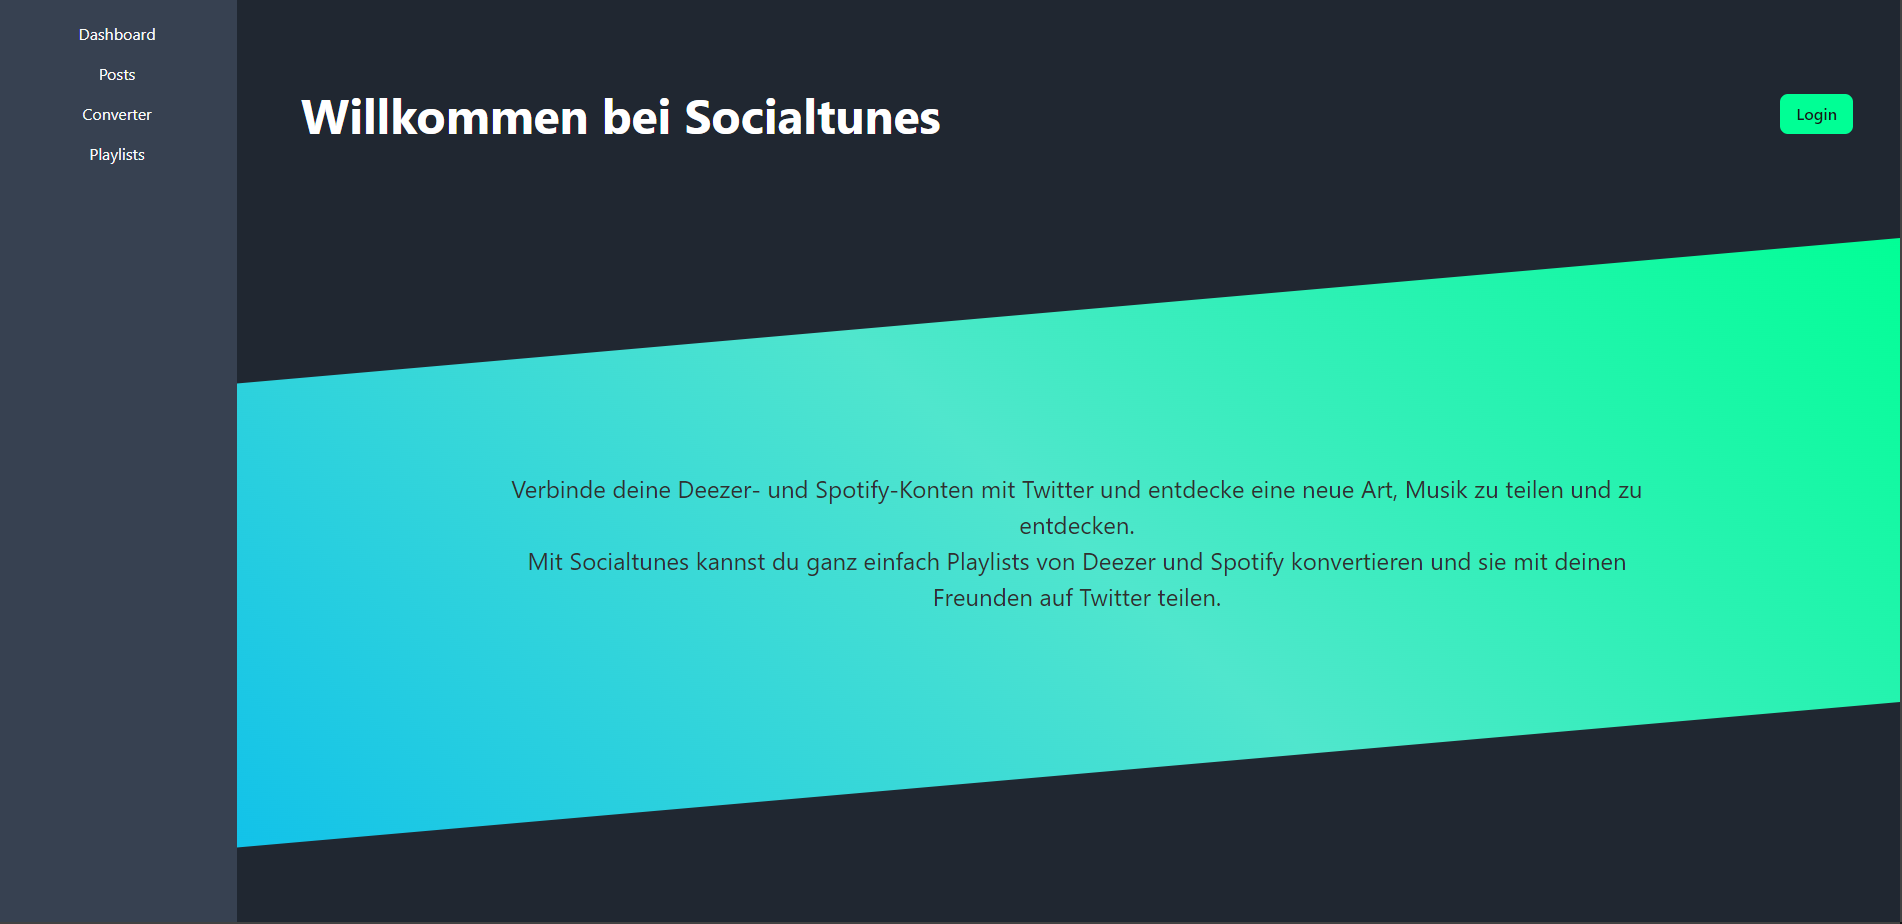 Dashboard
Posts
Converter
Playlists
Willkommen bei Socialtunes
Login
Verbinde deine Deezer- und Spotify-Konten mit Twitter und entdecke eine neue Art, Musik zu teilen und zu
entdecken.
Mit Socialtunes kannst du ganz einfach Playlists von Deezer und Spotify konvertieren und sie mit deinen
Freunden auf Twitter teilen.